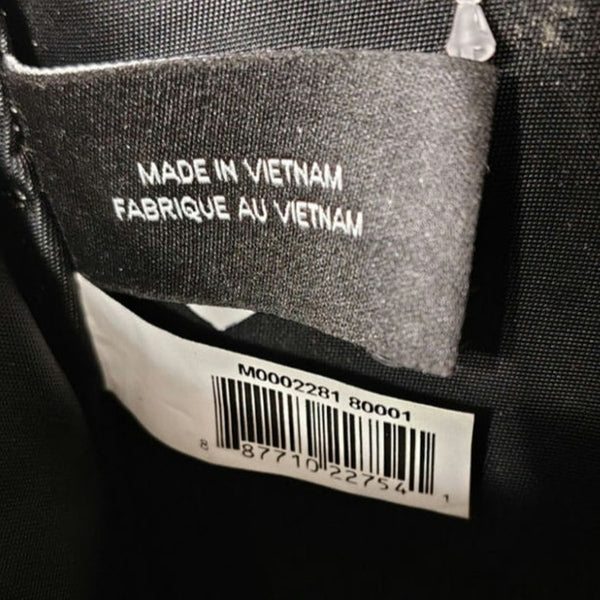 MADE IN VIETNAM
FABRIQUE AU VIETNAM
M0002281 80001
8 87710 22754 1